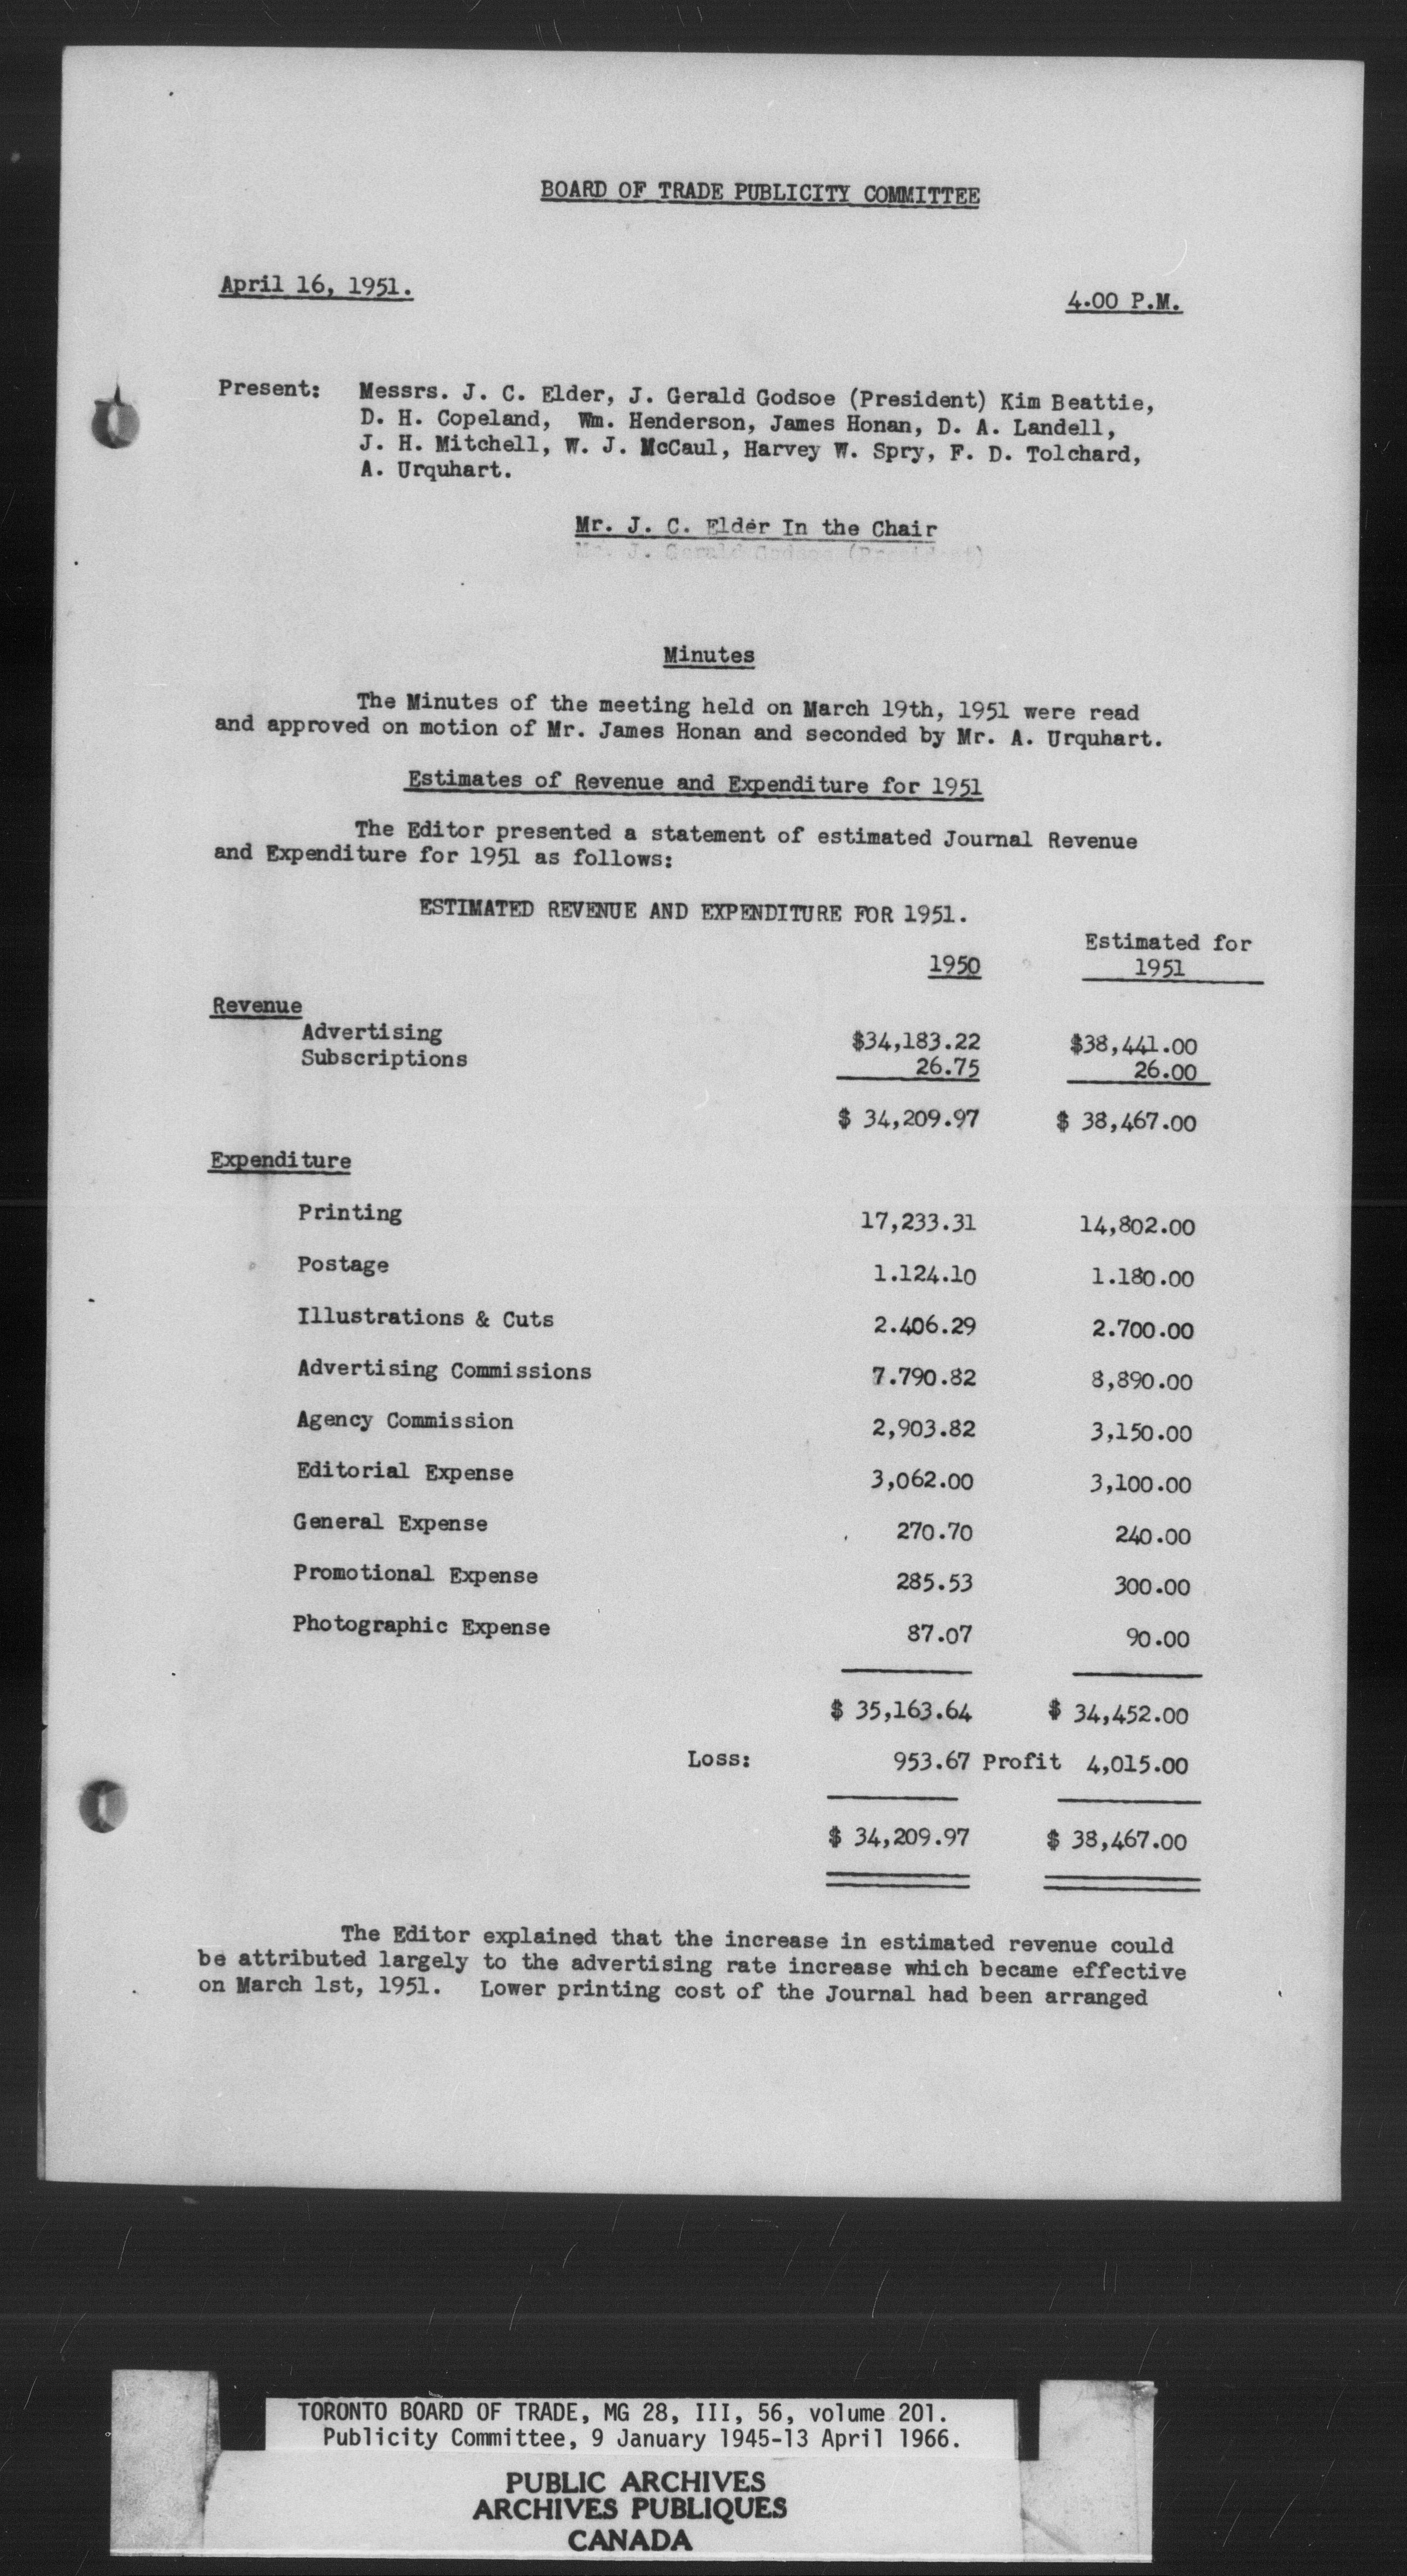 BOARD OF TRADE PUBLICITY COMMITTEE
April 16, 1951.
4.00 P.M.
Present: Messrs. J. C. Elder, J. Gerald Godsoe (President) Kim Beattie,
D. H. Copeland, Wm. Henderson, James Honan, D. A. Landell,
J. H. Mitchell, W. J. McCaul, Harvey W. Spry, F. D. Tolchard,
A. Urquhart.
Mr. J. C. Elder In the Chair
J. Gerald Godsoe (President)
Minutes
The Minutes of the meeting held on March 19th, 1951 were read
and approved on motion of Mr. James Honan and seconded by Mr. A. Urquhart.
Estimates of Revenue and Expenditure for 1951
The Editor presented a statement of estimated Journal Revenue
and Expenditure for 1951 as follows:
ESTIMATED REVENUE AND EXPENDITURE FOR 1951.
Estimated for
1950 1951
Revenue
Advertising $34,183.22 $38,441.00
Subscriptions 26.75 26.00
$ 34,209.97 $ 38,467.00
Expenditure
Printing 17,233.31 14,802.00
Postage 1.124.10 1.180.00
Illustrations & Cuts 2.406.29 2.700.00
Advertising Commissions 7.790.82 8,890.00
Agency Commission 2,903.82 3,150.00
Editorial Expense 3,062.00 3,100.00
General Expense 270.70 240.00
Promotional Expense 285.53 300.00
Photographic Expense 87.07 90.00
$ 35,163.64 $ 34,452.00
Loss: 953.67 Profit 4,015.00
$ 34,209.97 $ 38,467.00
The Editor explained that the increase in estimated revenue could
be attributed largely to the advertising rate increase which became effective
on March 1st, 1951. Lower printing cost of the Journal had been arranged
TORONTO BOARD OF TRADE, MG 28, III, 56, volume 201.
Publicity Committee, 9 January 1945-13 April 1966.
PUBLIC ARCHIVES
ARCHIVES PUBLIQUES
CANADA